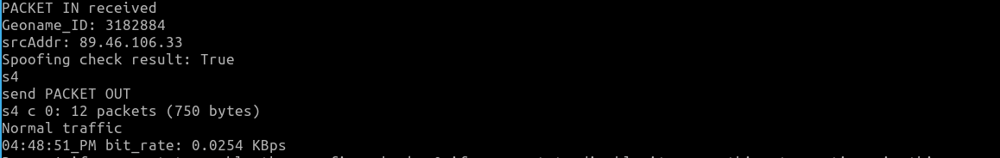 PACKET IN received
Geoname_ID: 3182884
srcAddr: 89.46.106.33
Spoofing check result: True
s4
send PACKET OUT
s4 c 0: 12 packets (750 bytes)
Normal traffic
04:48:51_PM bit_rate: 0.0254 KBps